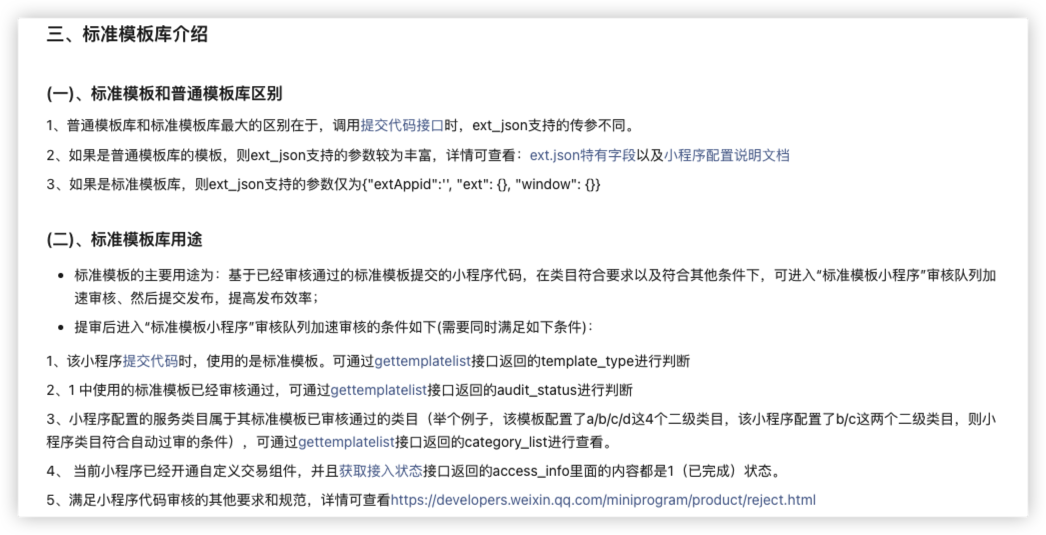 三、标准模板库介绍
(一)、标准模板和普通模板库区别
1、普通模板库和标准模板库最大的区别在于，调用提交代码接口时，ext_json支持的传参不同。
2、如果是普通模板库的模板，则ext_json支持的参数较为丰富，详情可查看：ext.json特有字段以及小程序配置说明文档
3、如果是标准模板库，则ext_json支持的参数仅为{"extAppid":'', "ext": {}, "window": {}}
(二)、标准模板库用途
• 标准模板的主要用途为：基于已经审核通过的标准模板提交的小程序代码，在类目符合要求以及符合其他条件下，可进入“标准模板小程序”审核队列加
速审核、然后提交发布，提高发布效率；
• 提审后进入“标准模板小程序”审核队列加速审核的条件如下(需要同时满足如下条件)：
1、该小程序提交代码时，使用的是标准模板。可通过gettemplatelist接口返回的template_type进行判断
2、1 中使用的标准模板已经审核通过，可通过gettemplatelist接口返回的audit_status进行判断
3、小程序配置的服务类目属于其标准模板已审核通过的类目（举个例子，该模板配置了a/b/c/d这4个二级类目，该小程序配置了b/c这两个二级类目，则小
程序类目符合自动过审的条件），可通过gettemplatelist接口返回的category_list进行查看。
4、 当前小程序已经开通自定义交易组件，并且获取接入状态接口返回的access_info里面的内容都是1（已完成）状态。
5、满足小程序代码审核的其他要求和规范，详情可查看https://developers.weixin.qq.com/miniprogram/product/reject.html